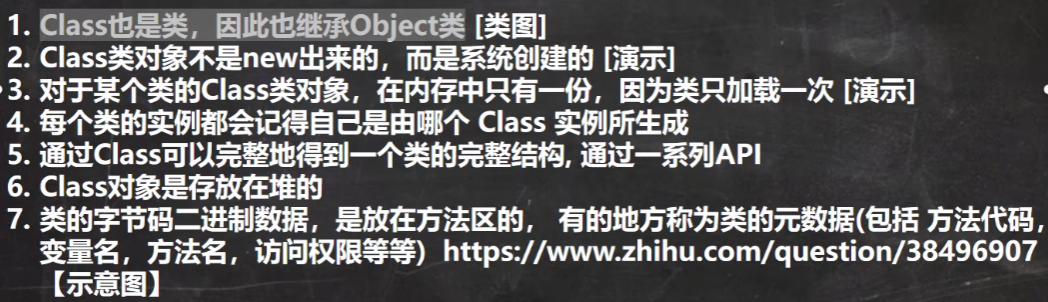 1. Class也是类，因此也继承Object类 [类图]
2. Class类对象不是new出来的，而是系统创建的 [演示]
3. 对于某个类的Class类对象，在内存中只有一份，因为类只加载一次 [演示]
4. 每个类的实例都会记得自己是由哪个 Class 实例所生成
5. 通过Class可以完整地得到一个类的完整结构, 通过一系列API
6. Class对象是存放在堆的
7. 类的字节码二进制数据，是放在方法区的， 有的地方称为类的元数据(包括 方法代码，
变量名，方法名，访问权限等等) https://www.zhihu.com/question/38496907
【示意图】